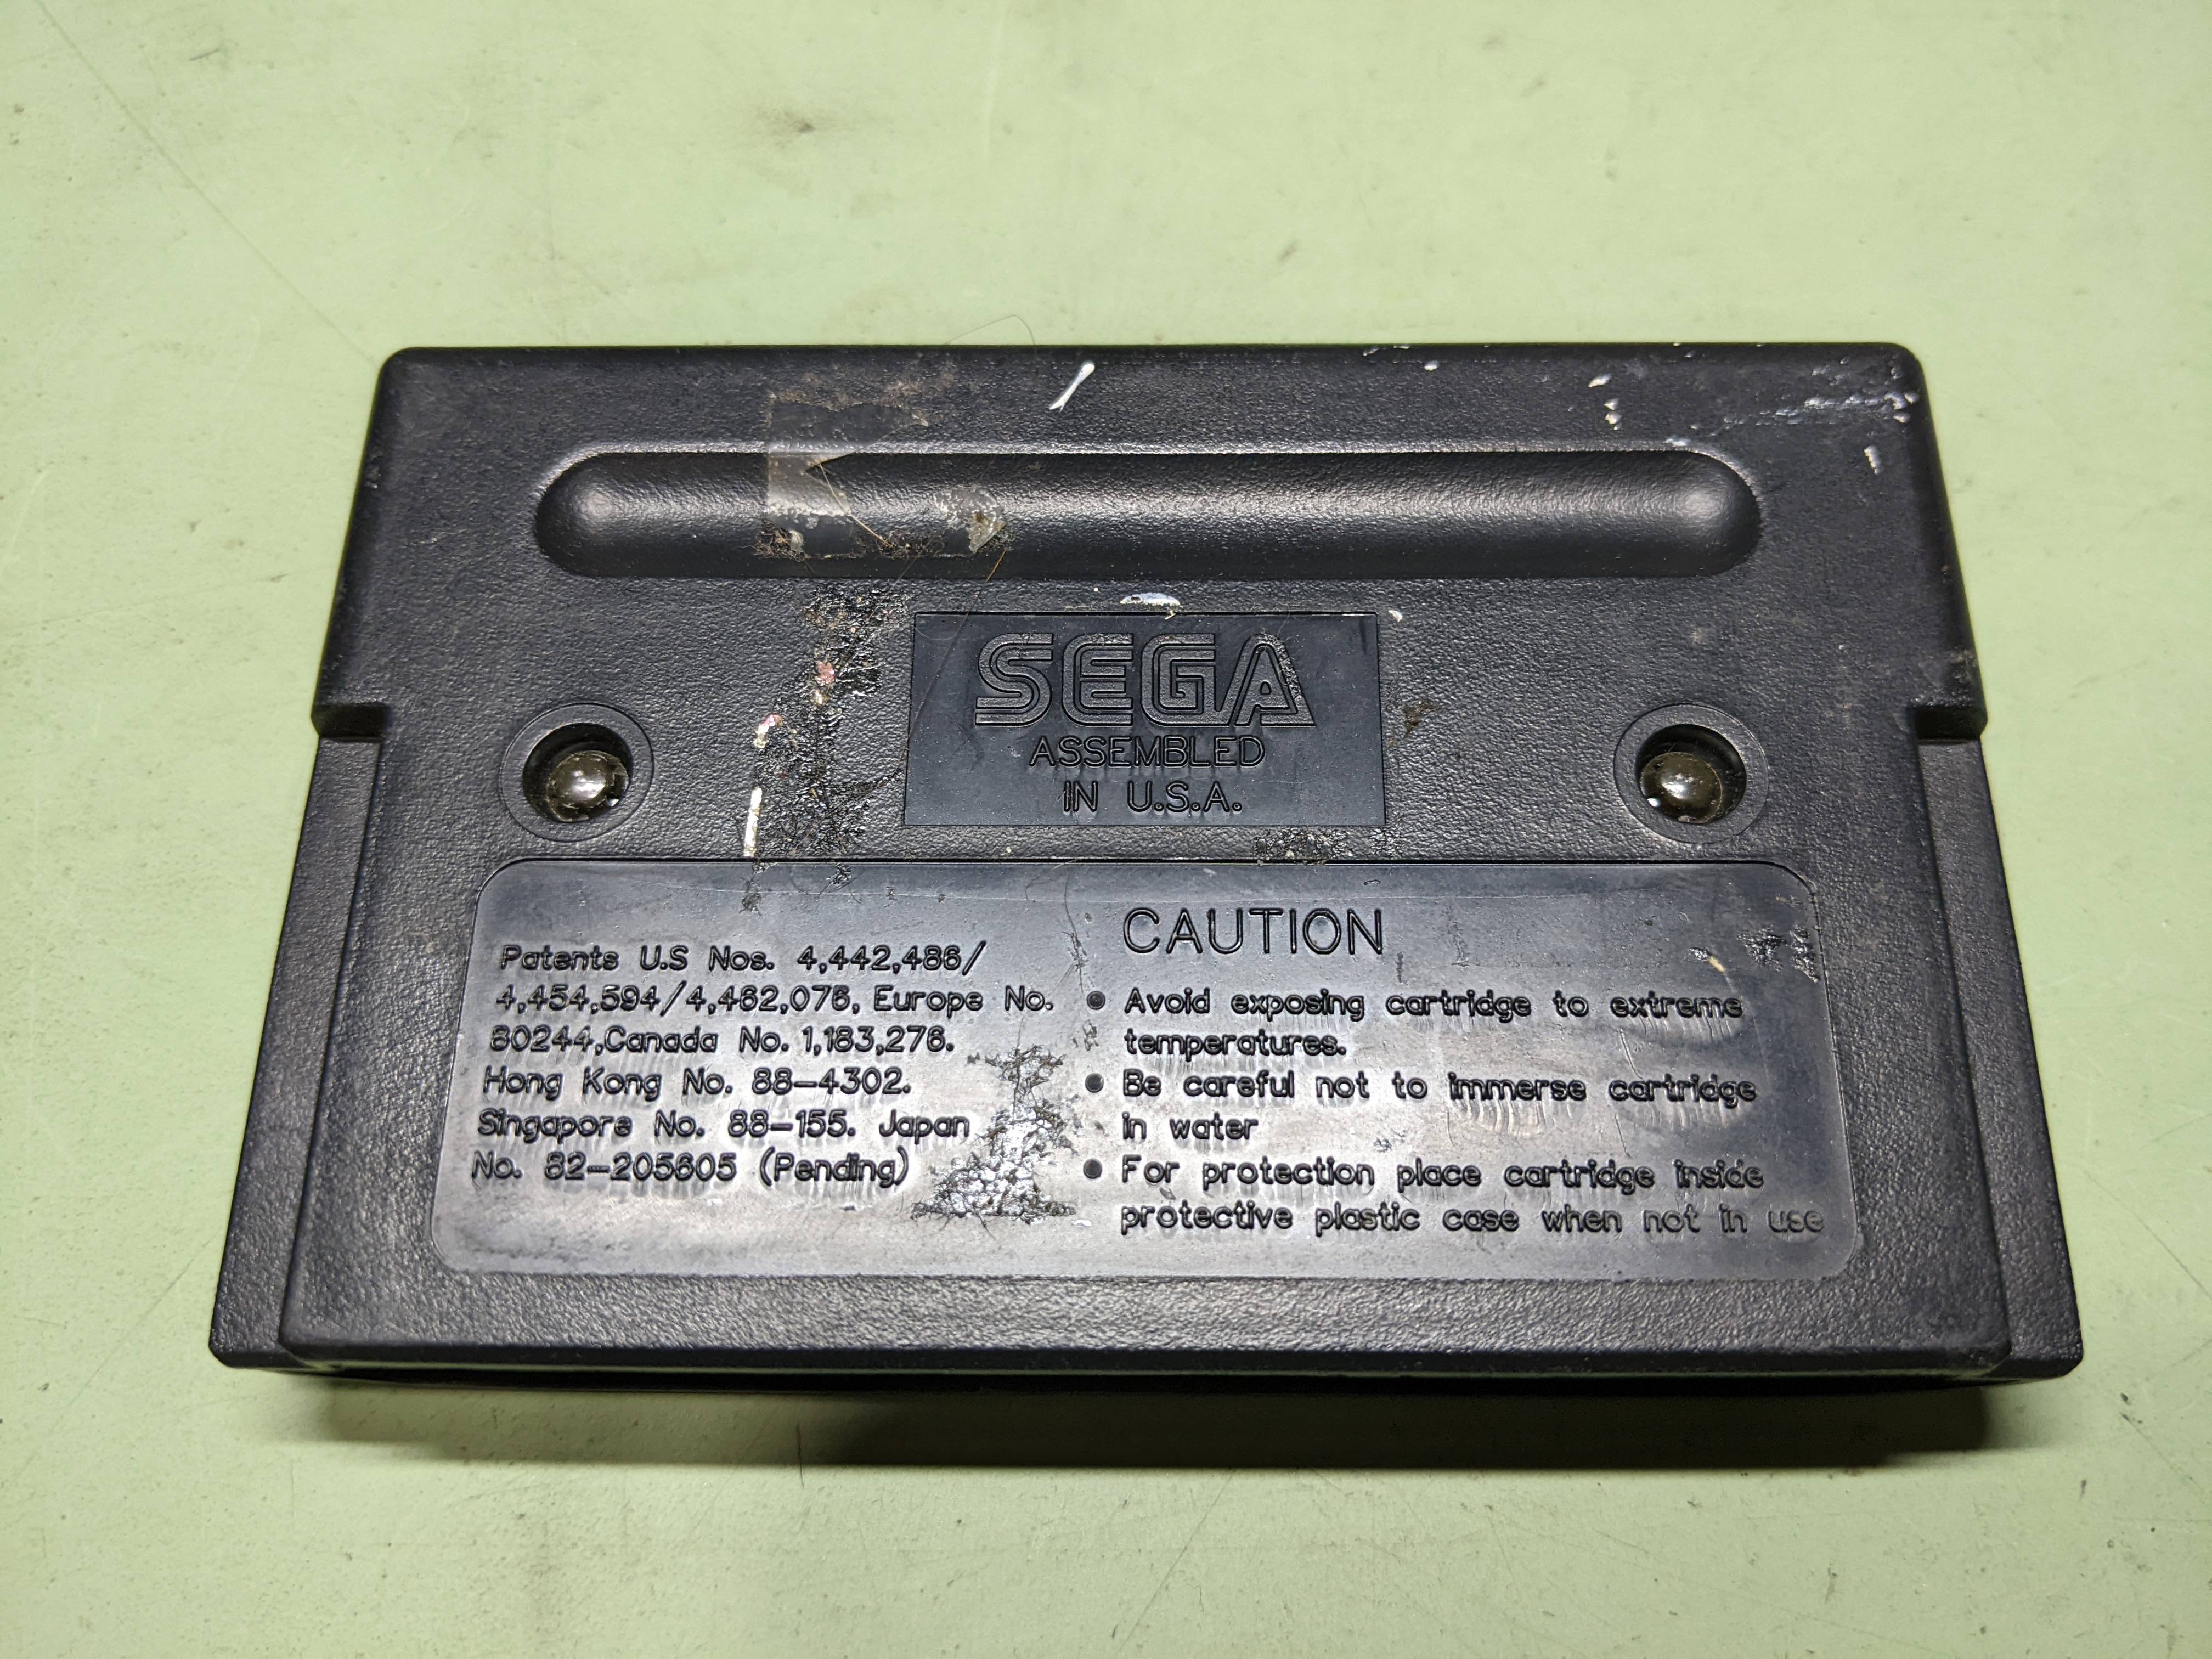 SEGA
ASSEMBLED
IN U.S.A.
Patents U.S Nos. 4,442,486/
4,454,594/4,462,076, Europe No.
80244,Canada No. 1,183,276.
Hong Kong No. 88-4302.
Singapore No. 88-155. Japan
No. 82-205605 (Pending)
CAUTION
• Avoid exposing cartridge to extreme
temperatures.
• Be careful not to immerse cartridge
in water
• For protection place cartridge inside
protective plastic case when not in use